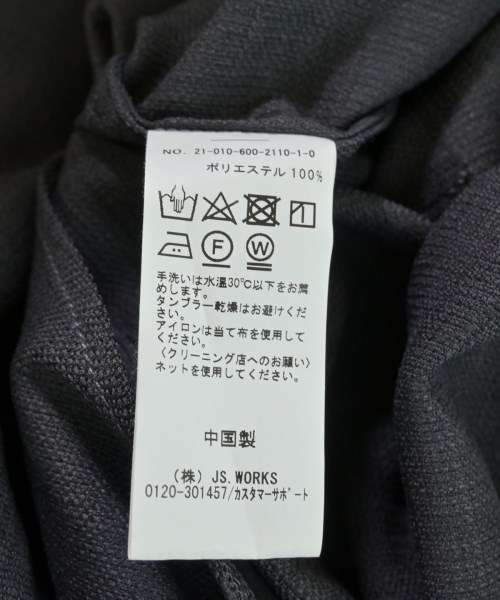 NO. 21-010-600-2110-1-0
ポリエステル 100%
F W
手洗いは水温30℃以下をお薦
めします。
タンブラー乾燥はお避けくだ
さい。
アイロンは当て布を使用して
ください。
〈クリーニング店へのお願い〉
ネットを使用してください。
中国製
(株) JS. WORKS
0120-301457/カスタマーサポート